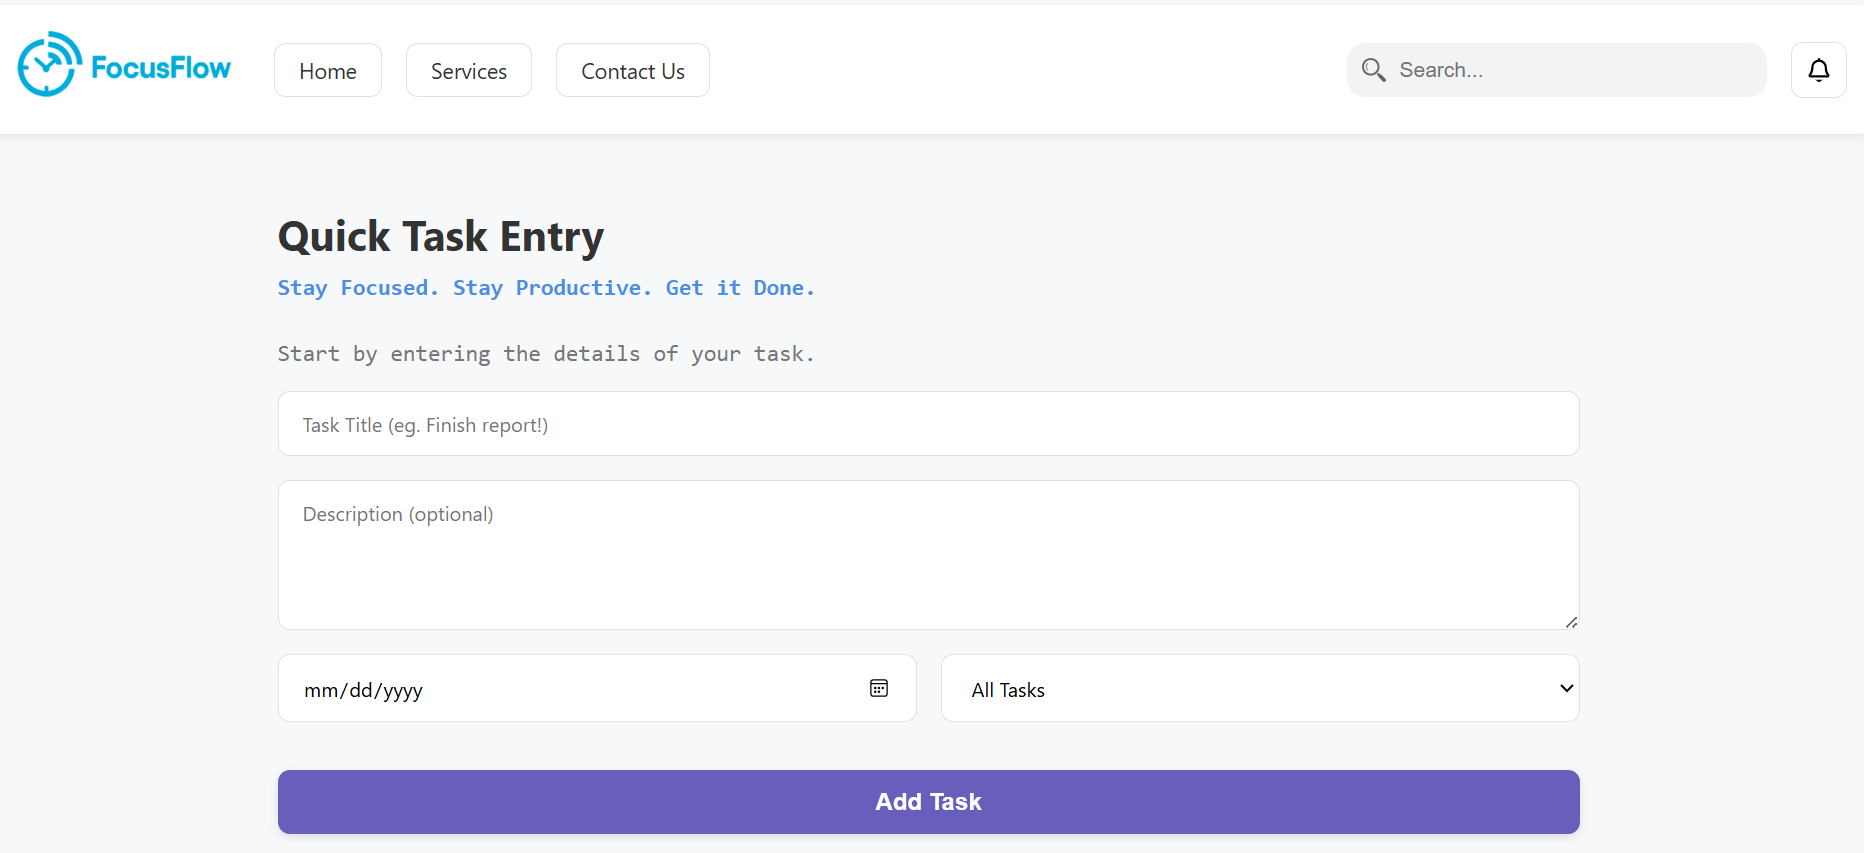 FocusFlow
Home
Services
Contact Us
Search...
Quick Task Entry
Stay Focused. Stay Productive. Get it Done.
Start by entering the details of your task.
Task Title (eg. Finish report!)
Description (optional)
mm/dd/yyyy
All Tasks
Add Task